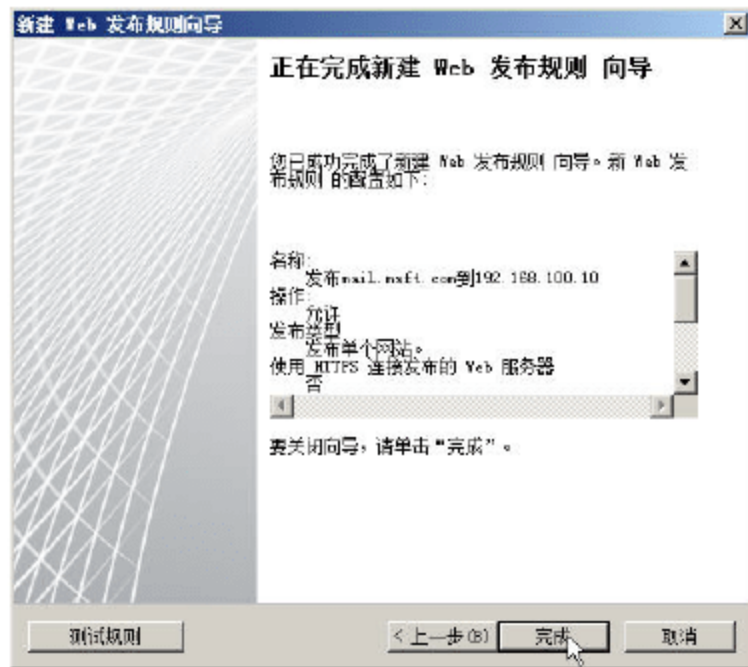 新建 Web 发布规则向导
正在完成新建 Web 发布规则 向导
您已成功完成了新建 Web 发布规则 向导。新 Web 发
布规则 的配置如下:
名称:
发布mail.msft.com到192.168.100.10
操作:
允许
发布类型
发布单个网站。
使用 HTTPS 连接发布的 Web 服务器
否
要关闭向导，请单击“完成”。
测试规则
< 上一步(B)
完成
取消